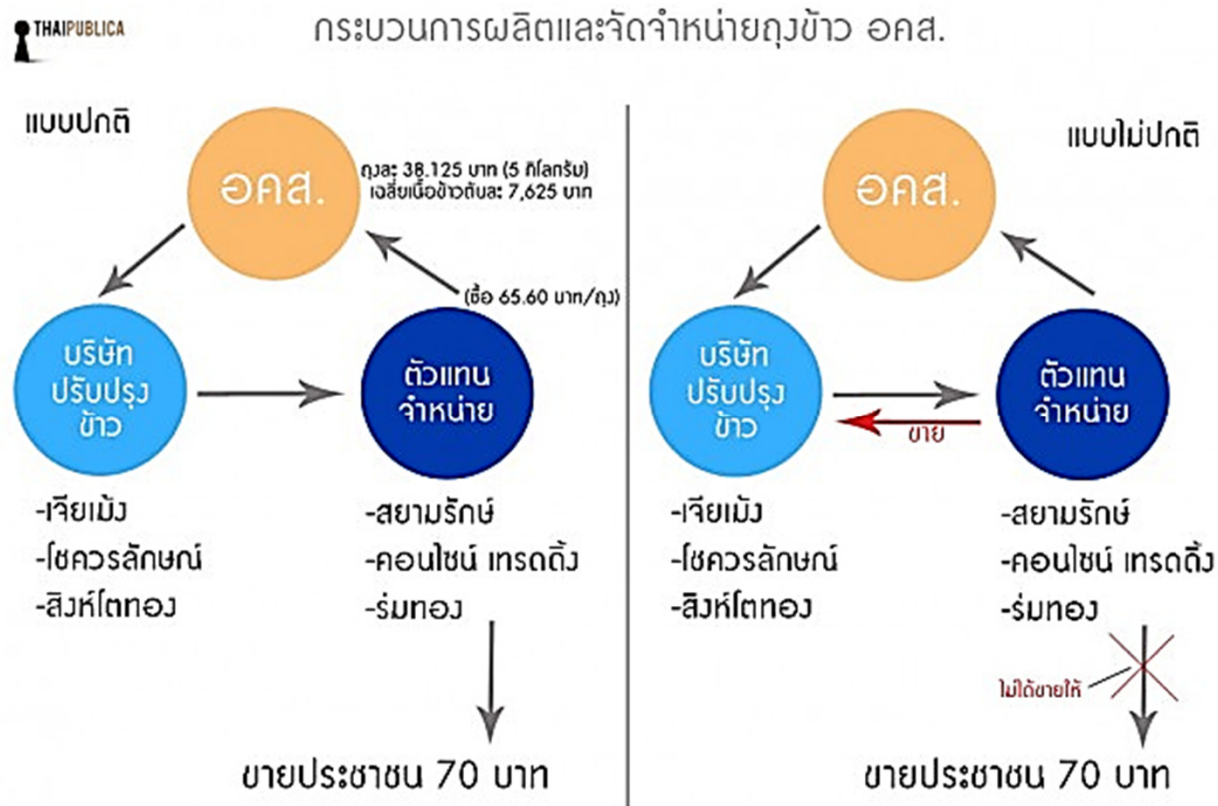 THAIPUBLICA
กระบวนการผลิตและจัดจำหน่ายถุงข้าว อคส.
แบบปกติ
อคส.
ถุงละ 38.125 บาท (5 กิโลกรัม)
เฉลี่ยเนื้อข้าวตันละ 7,625 บาท
(ซื้อ 65.60 บาท/ถุง)
บริษัท
ปรับปรุง
ข้าว
ตัวแทน
จำหน่าย
-เจียเม้ง
-โชควรลักษณ์
-สิงห์โตทอง
-สยามรักษ์
-คอนไซน์ เทรดดิ้ง
-ร่มทอง
ขายประชาชน 70 บาท
แบบไม่ปกติ
อคส.
บริษัท
ปรับปรุง
ข้าว
ขาย
ตัวแทน
จำหน่าย
-เจียเม้ง
-โชควรลักษณ์
-สิงห์โตทอง
-สยามรักษ์
-คอนไซน์ เทรดดิ้ง
-ร่มทอง
ไม่ได้ขายให้
ขายประชาชน 70 บาท